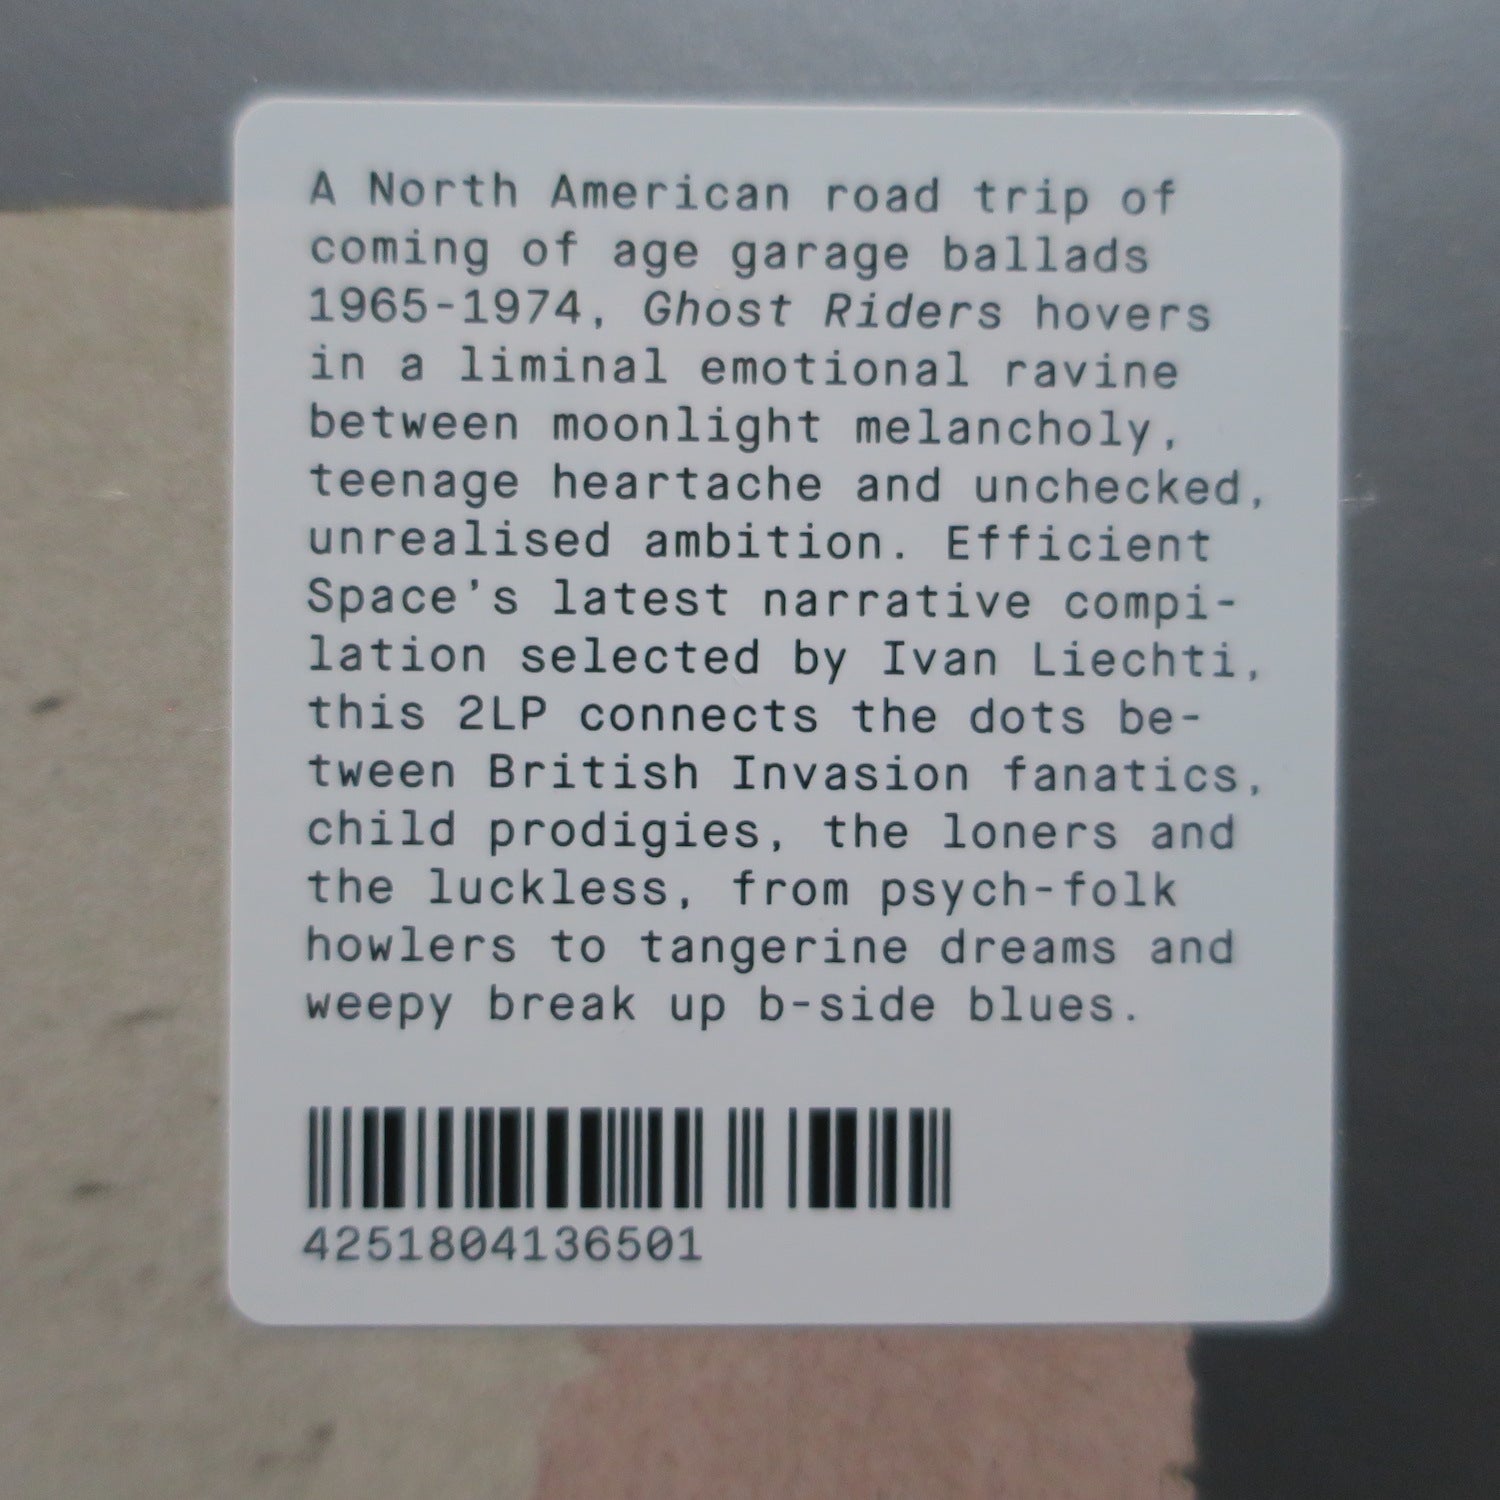 A North American road trip of
coming of age garage ballads
1965-1974, Ghost Riders hovers
in a liminal emotional ravine
between moonlight melancholy,
teenage heartache and unchecked,
unrealised ambition. Efficient
Space's latest narrative compi-
lation selected by Ivan Liechti,
this 2LP connects the dots be-
tween British Invasion fanatics,
child prodigies, the loners and
the luckless, from psych-folk
howlers to tangerine dreams and
weepy break up b-side blues.
4251804136501